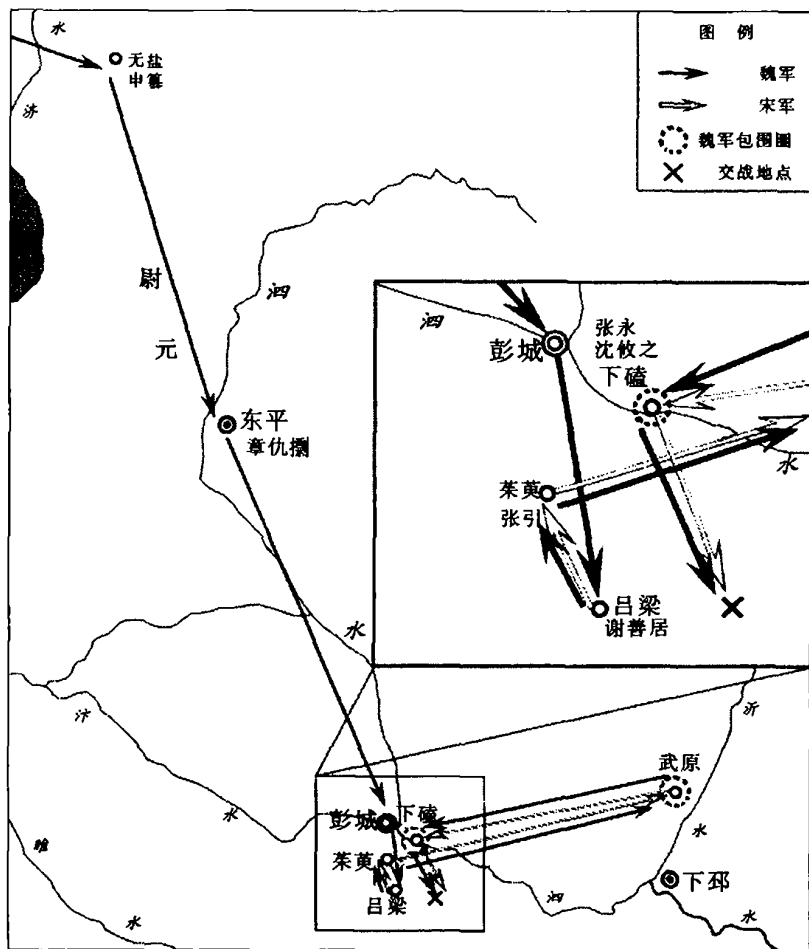 水
无盐
申纂
济
图 例
魏军
宋军
魏军包围圈
交战地点
尉
元
泗
东平
章仇㯹
水
泗
彭城
张永
沈攸之
下磕
水
茱萸
张引
吕梁
谢善居
汴
水
沂
武原
彭城
下磕
茱萸
吕梁
水
下邳
睢
水
泗
水